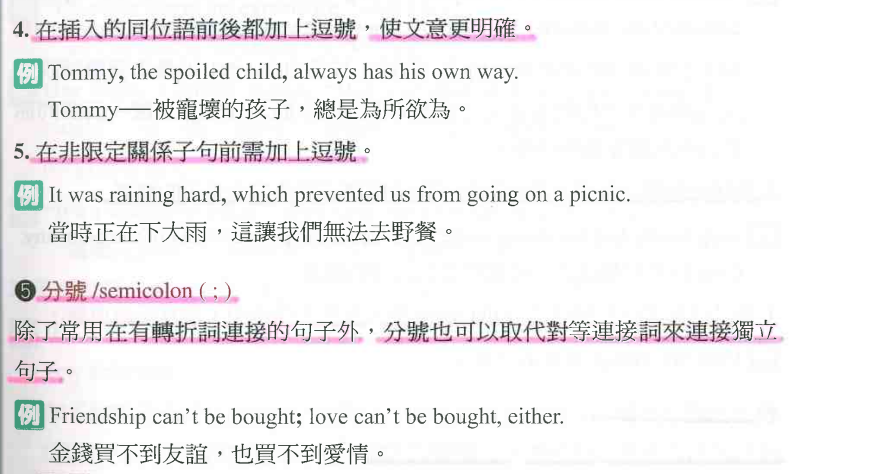 4. 在插入的同位語前後都加上逗號,使文意更明確。
例 Tommy, the spoiled child, always has his own way.
Tommy──被寵壞的孩子,總是為所欲為。
5. 在非限定關係子句前需加上逗號。
例 It was raining hard, which prevented us from going on a picnic.
當時正在下大雨,這讓我們無法去野餐。
❺ 分號 /semicolon ( ; )
除了常用在有轉折詞連接的句子外,分號也可以取代對等連接詞來連接獨立
句子。
例 Friendship can't be bought; love can't be bought, either.
金錢買不到友誼,也買不到愛情。